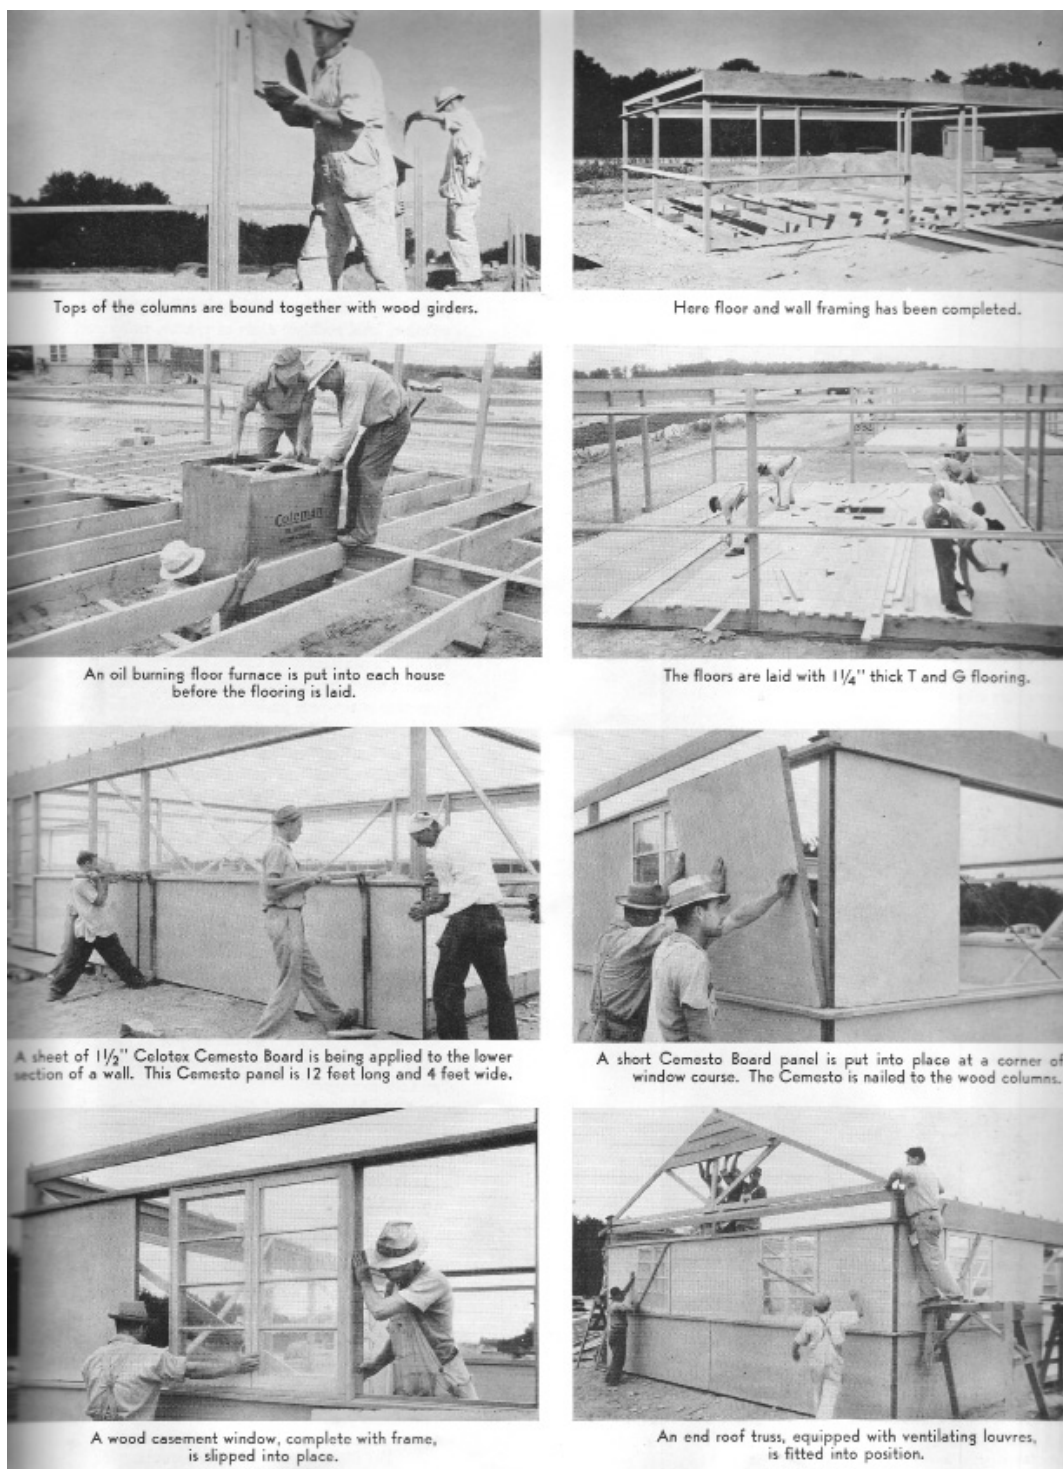 Tops of the columns are bound together with wood girders.
Here floor and wall framing has been completed.
Coleman
An oil burning floor furnace is put into each house
before the flooring is laid.
The floors are laid with 1 1/4" thick T and G flooring.
A sheet of 1 1/2" Celotex Cemesto Board is being applied to the lower
section of a wall. This Cemesto panel is 12 feet long and 4 feet wide.
A short Cemesto Board panel is put into place at a corner of
window course. The Cemesto is nailed to the wood columns.
A wood casement window, complete with frame,
is slipped into place.
An end roof truss, equipped with ventilating louvres,
is fitted into position.